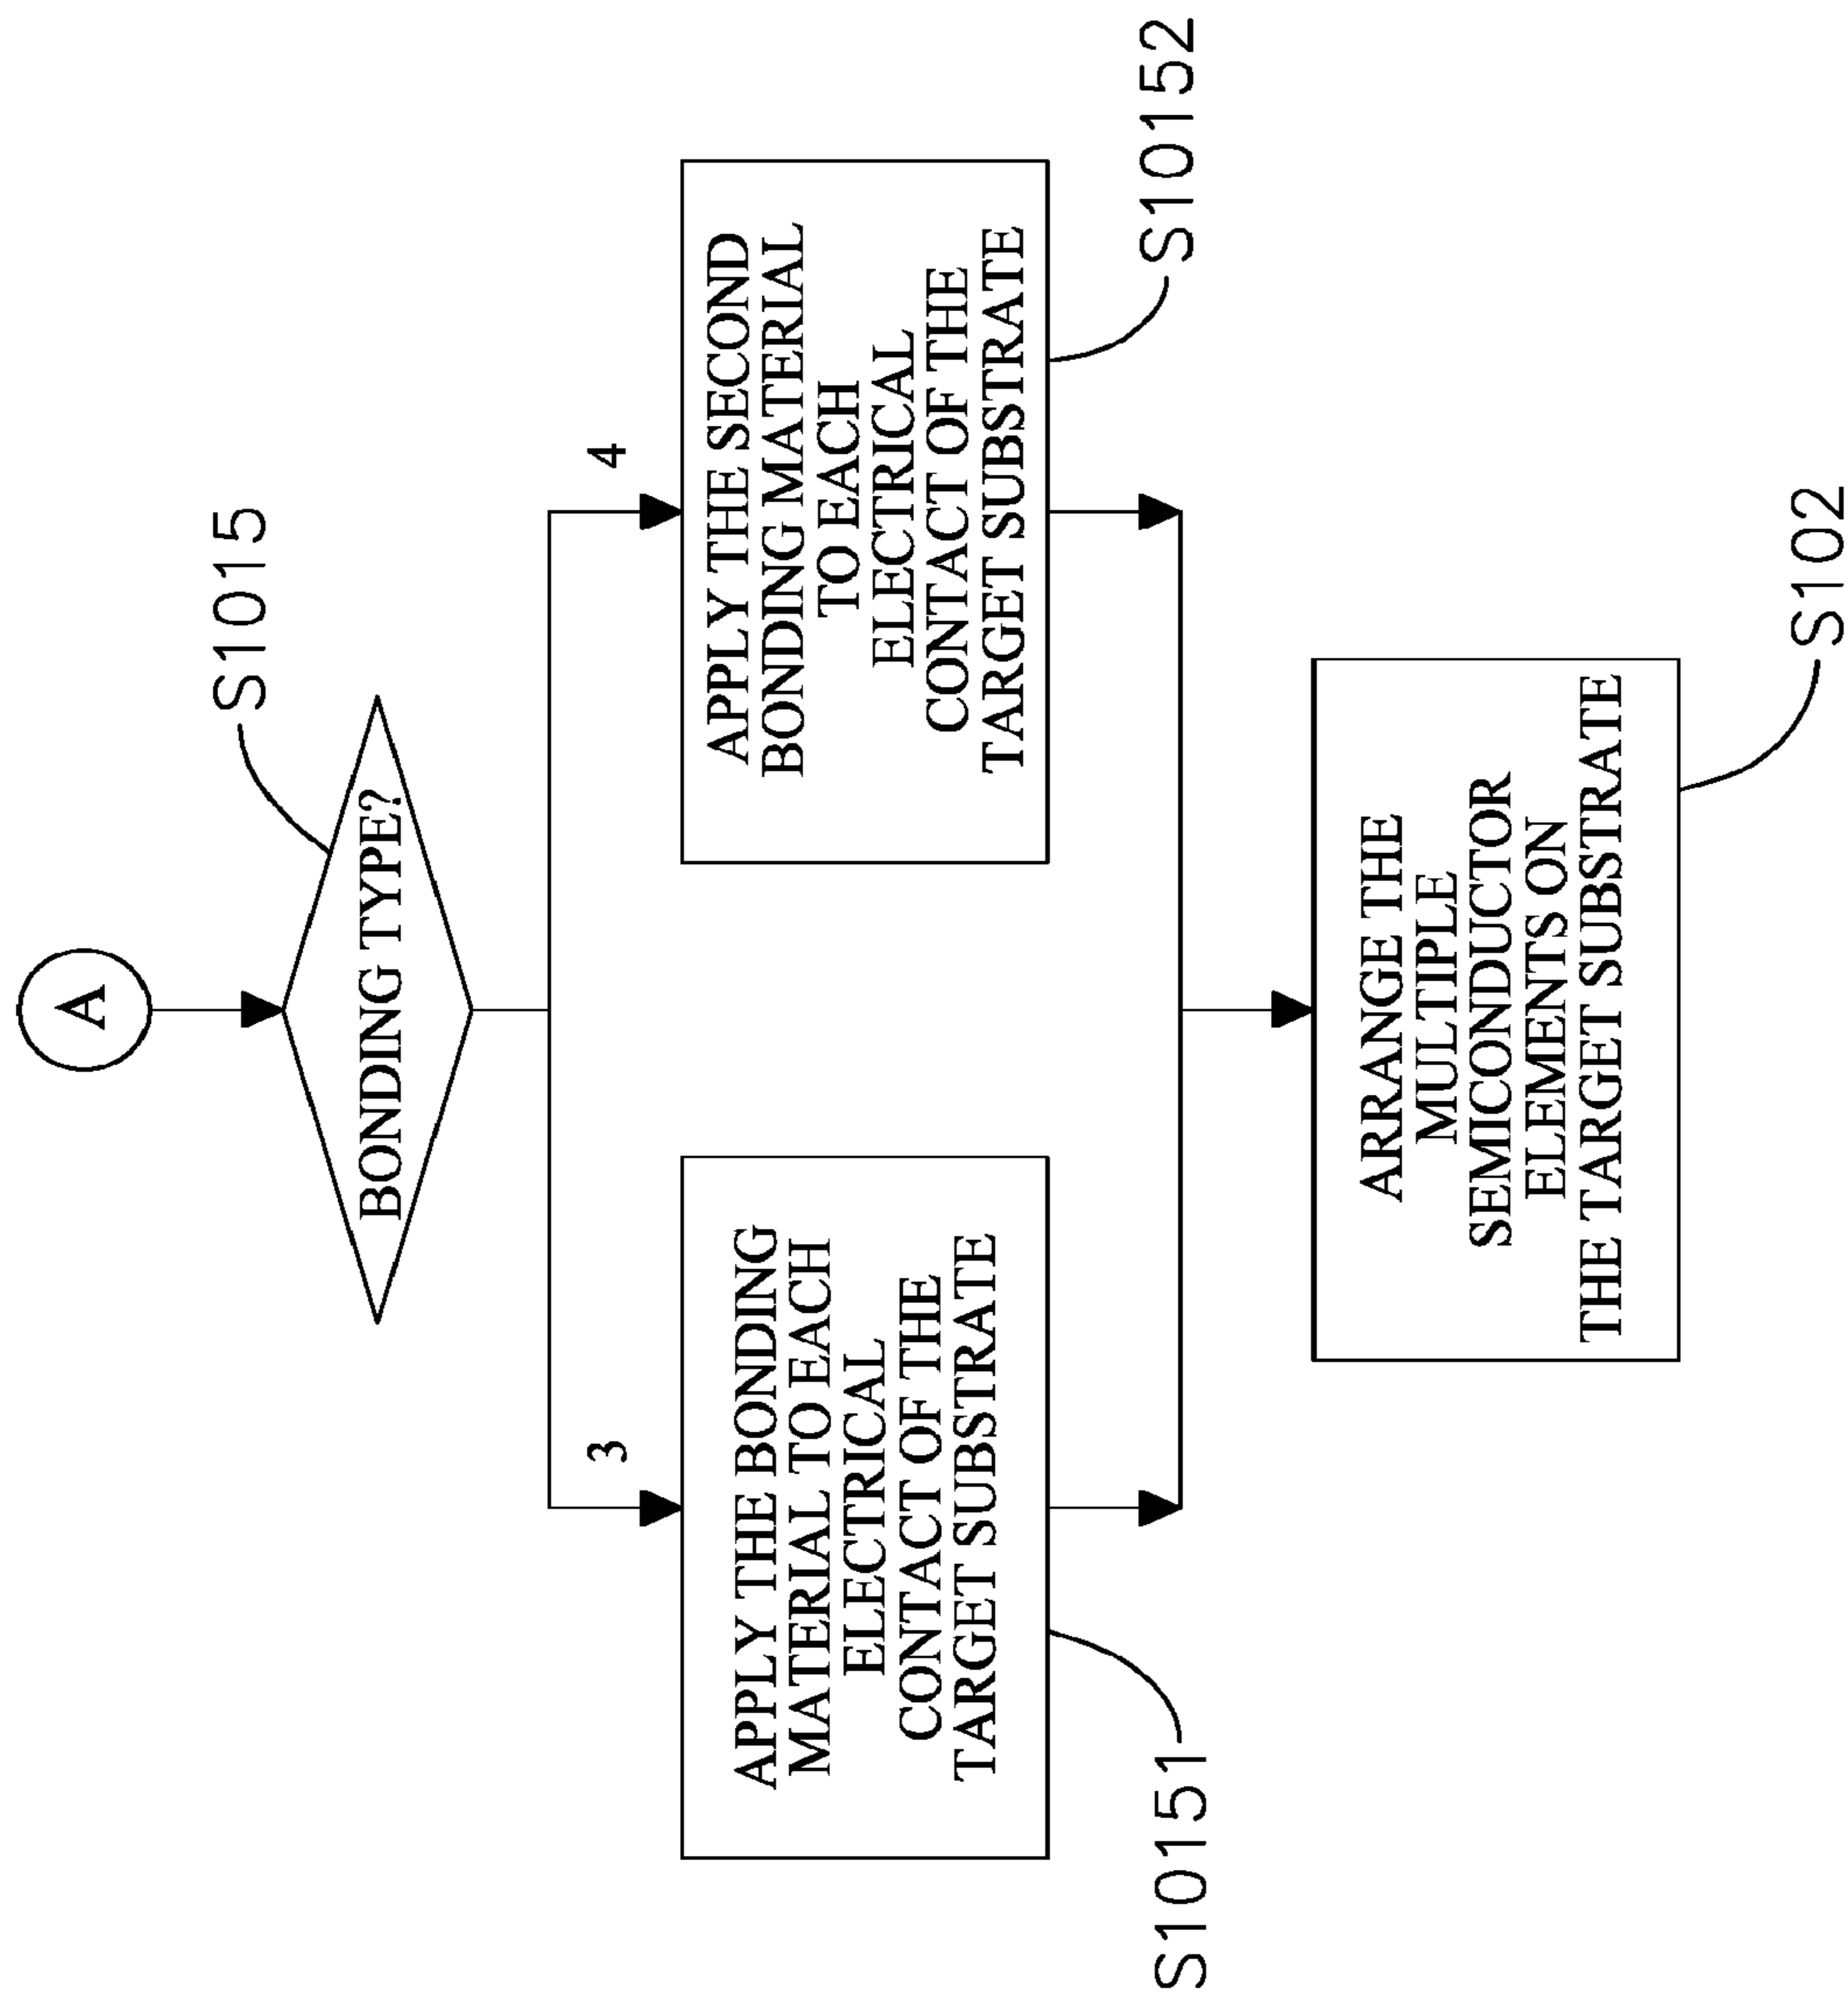 A
S1015
BONDING TYPE?
3
4
APPLY THE BONDING
MATERIAL TO EACH
ELECTRICAL
CONTACT OF THE
TARGET SUBSTRATE
S10151
APPLY THE SECOND
BONDING MATERIAL
TO EACH
ELECTRICAL
CONTACT OF THE
TARGET SUBSTRATE
S10152
ARRANGE THE
MULTIPLE
SEMICONDUCTOR
ELEMENTS ON
THE TARGET SUBSTRATE
S102